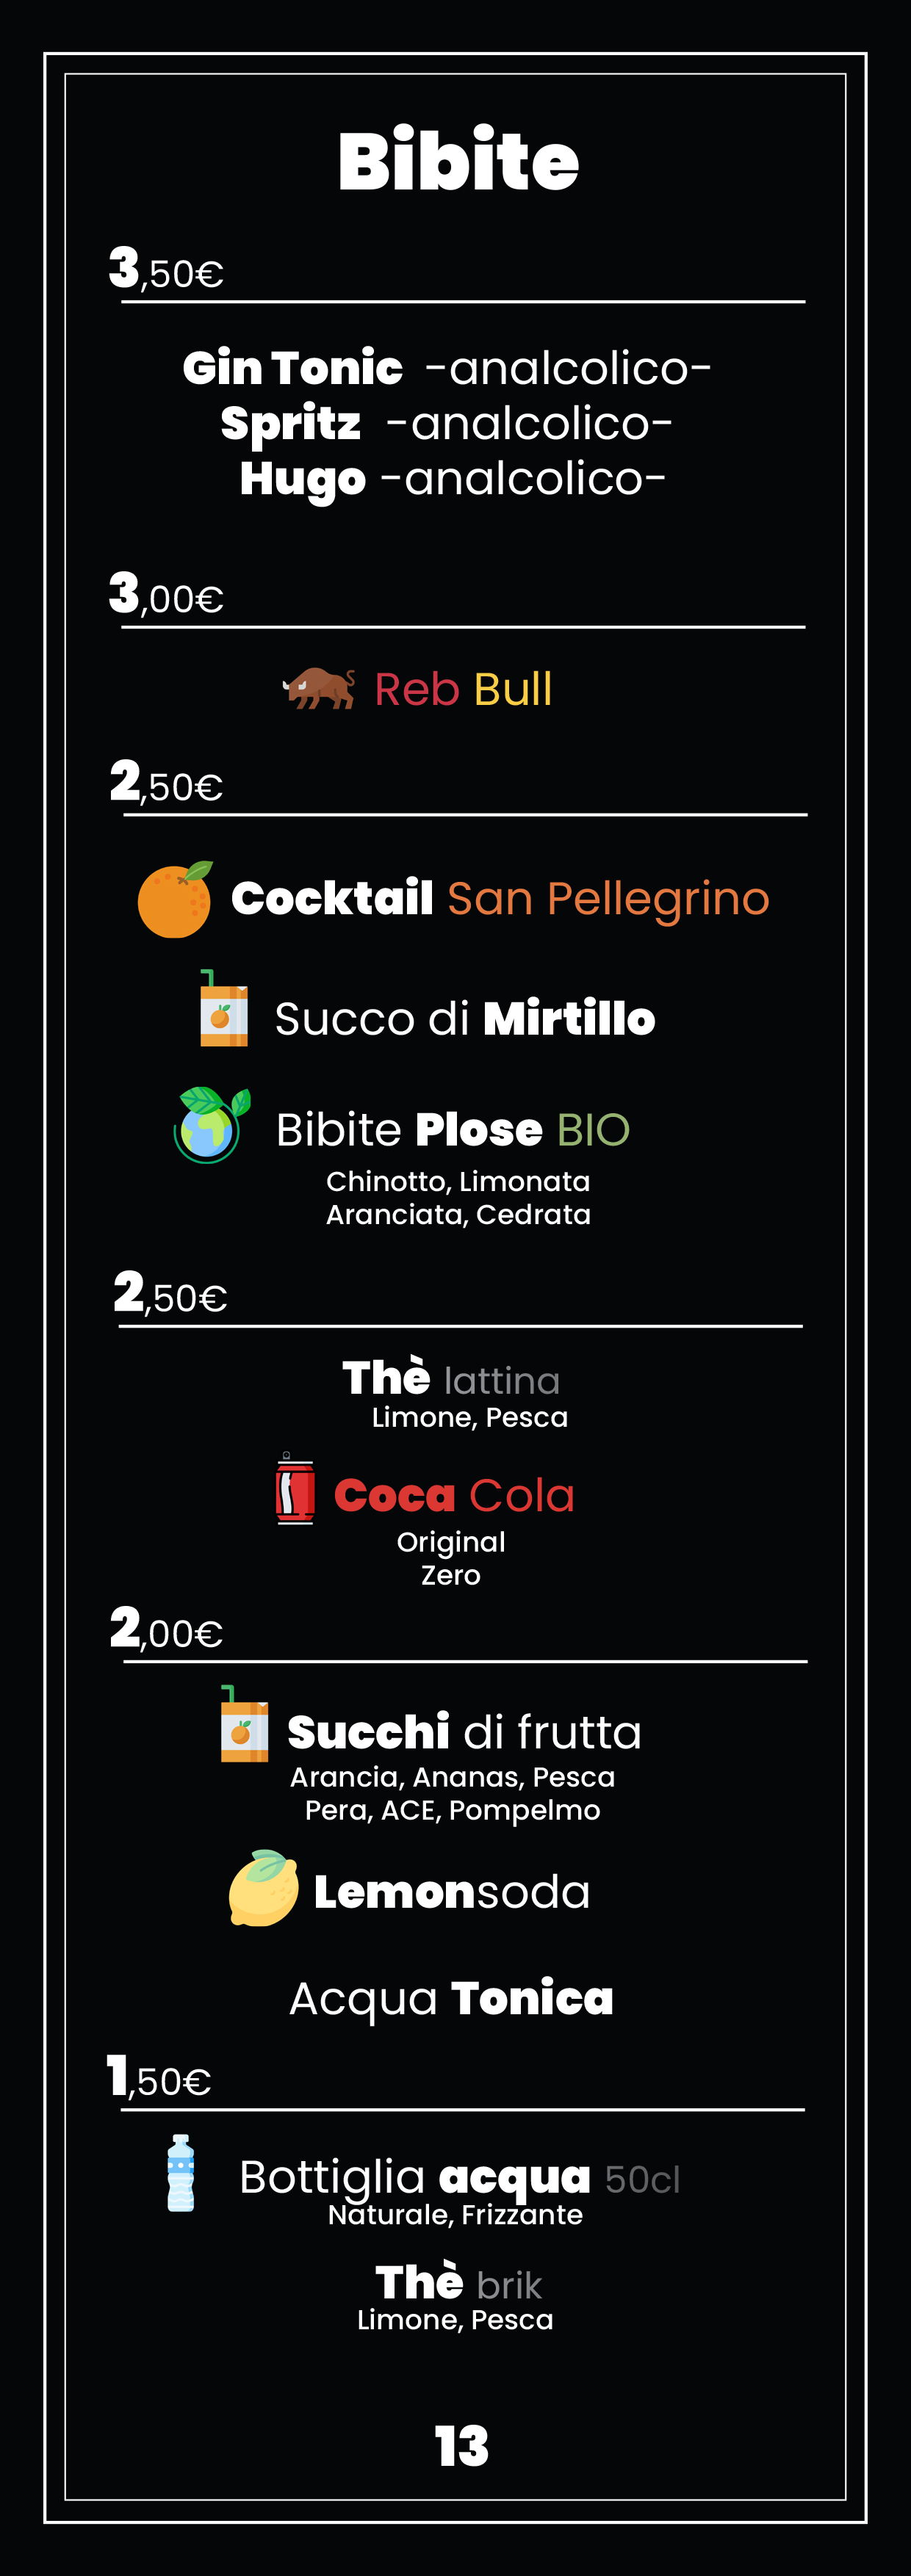 Bibite
3,50€
Gin Tonic -analcolico-
Spritz -analcolico-
Hugo -analcolico-
3,00€
Reb Bull
2,50€
Cocktail San Pellegrino
Succo di Mirtillo
Bibite Plose BIO
Chinotto, Limonata
Aranciata, Cedrata
2,50€
Thè lattina
Limone, Pesca
Coca Cola
Original
Zero
2,00€
Succhi di frutta
Arancia, Ananas, Pesca
Pera, ACE, Pompelmo
Lemonsoda
Acqua Tonica
1,50€
Bottiglia acqua 50cl
Naturale, Frizzante
Thè brik
Limone, Pesca
13